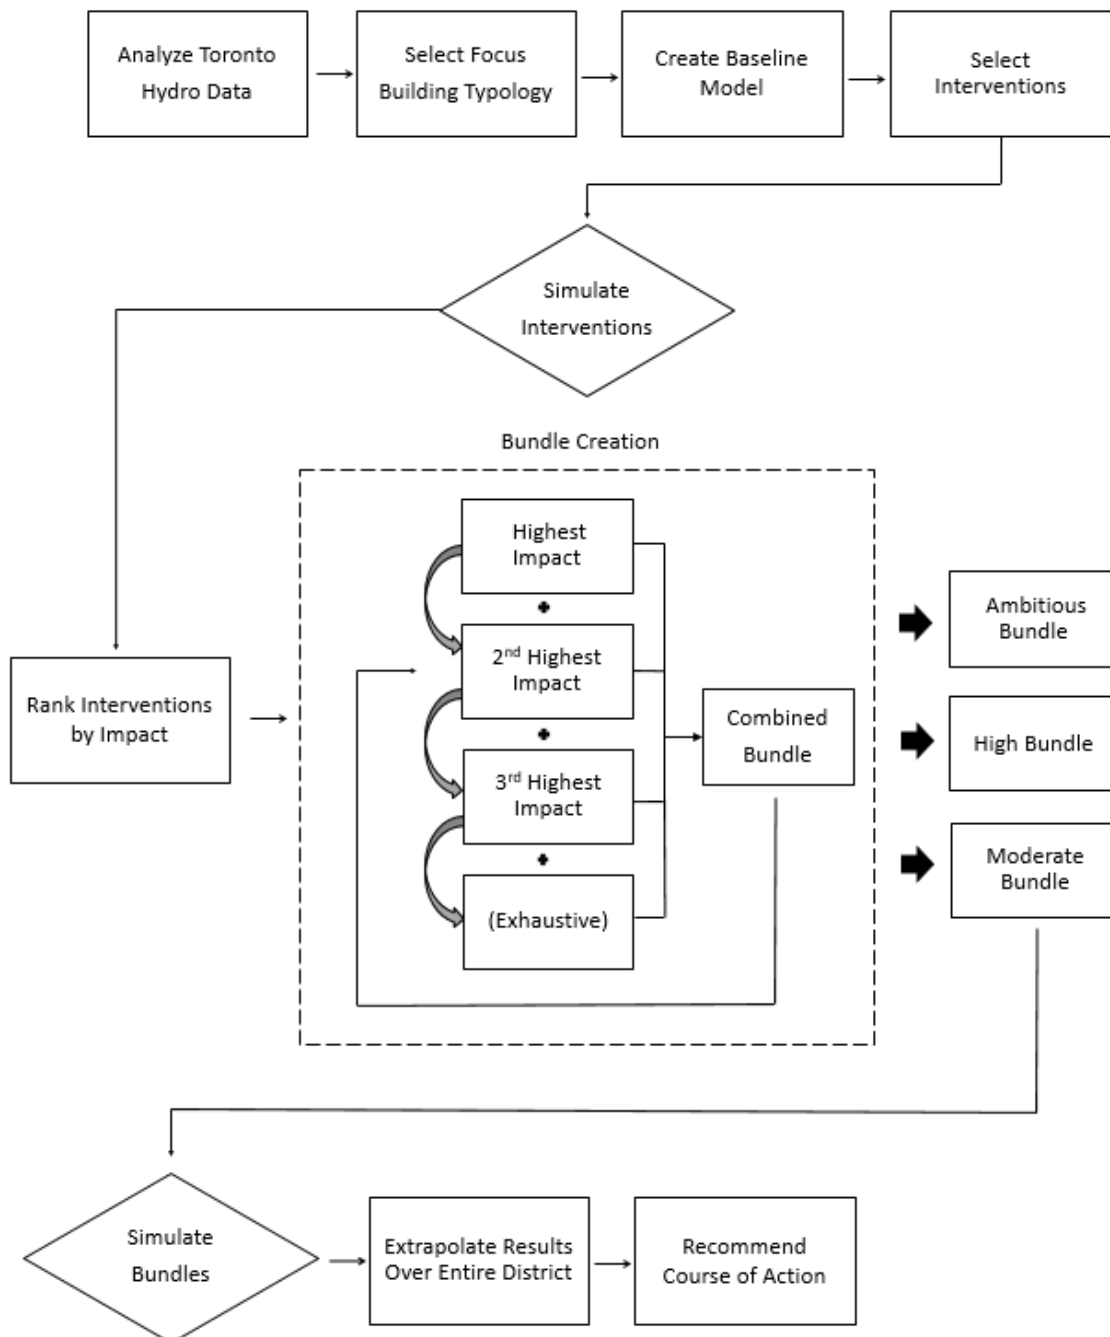 Analyze Toronto
Hydro Data
Select Focus
Building Typology
Create Baseline
Model
Select
Interventions
Simulate
Interventions
Bundle Creation
Highest
Impact
2nd Highest
Impact
3rd Highest
Impact
(Exhaustive)
Combined
Bundle
Rank Interventions
by Impact
Ambitious
Bundle
High Bundle
Moderate
Bundle
Simulate
Bundles
Extrapolate Results
Over Entire District
Recommend
Course of Action